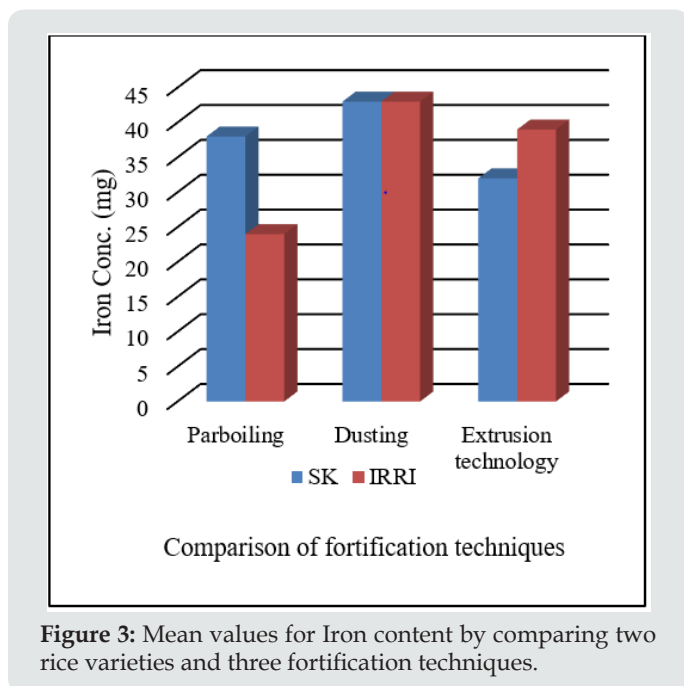 45
40
35
30
25
20
15
10
5
0
Iron Conc. (mg)
Parboiling Dusting Extrusion
technology
SK IRRI
Comparison of fortification techniques
Figure 3: Mean values for Iron content by comparing two
rice varieties and three fortification techniques.